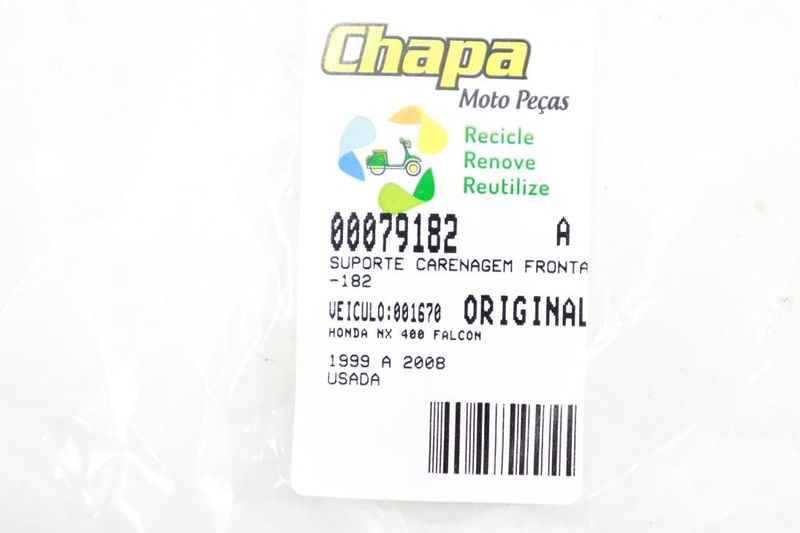 Chapa
Moto Peças
Recicle
Renove
Reutilize
00079182 A
SUPORTE CARENAGEM FRONTA
-182
VEICULO:001670 ORIGINAL
HONDA NX 400 FALCON
1999 A 2008
USADA